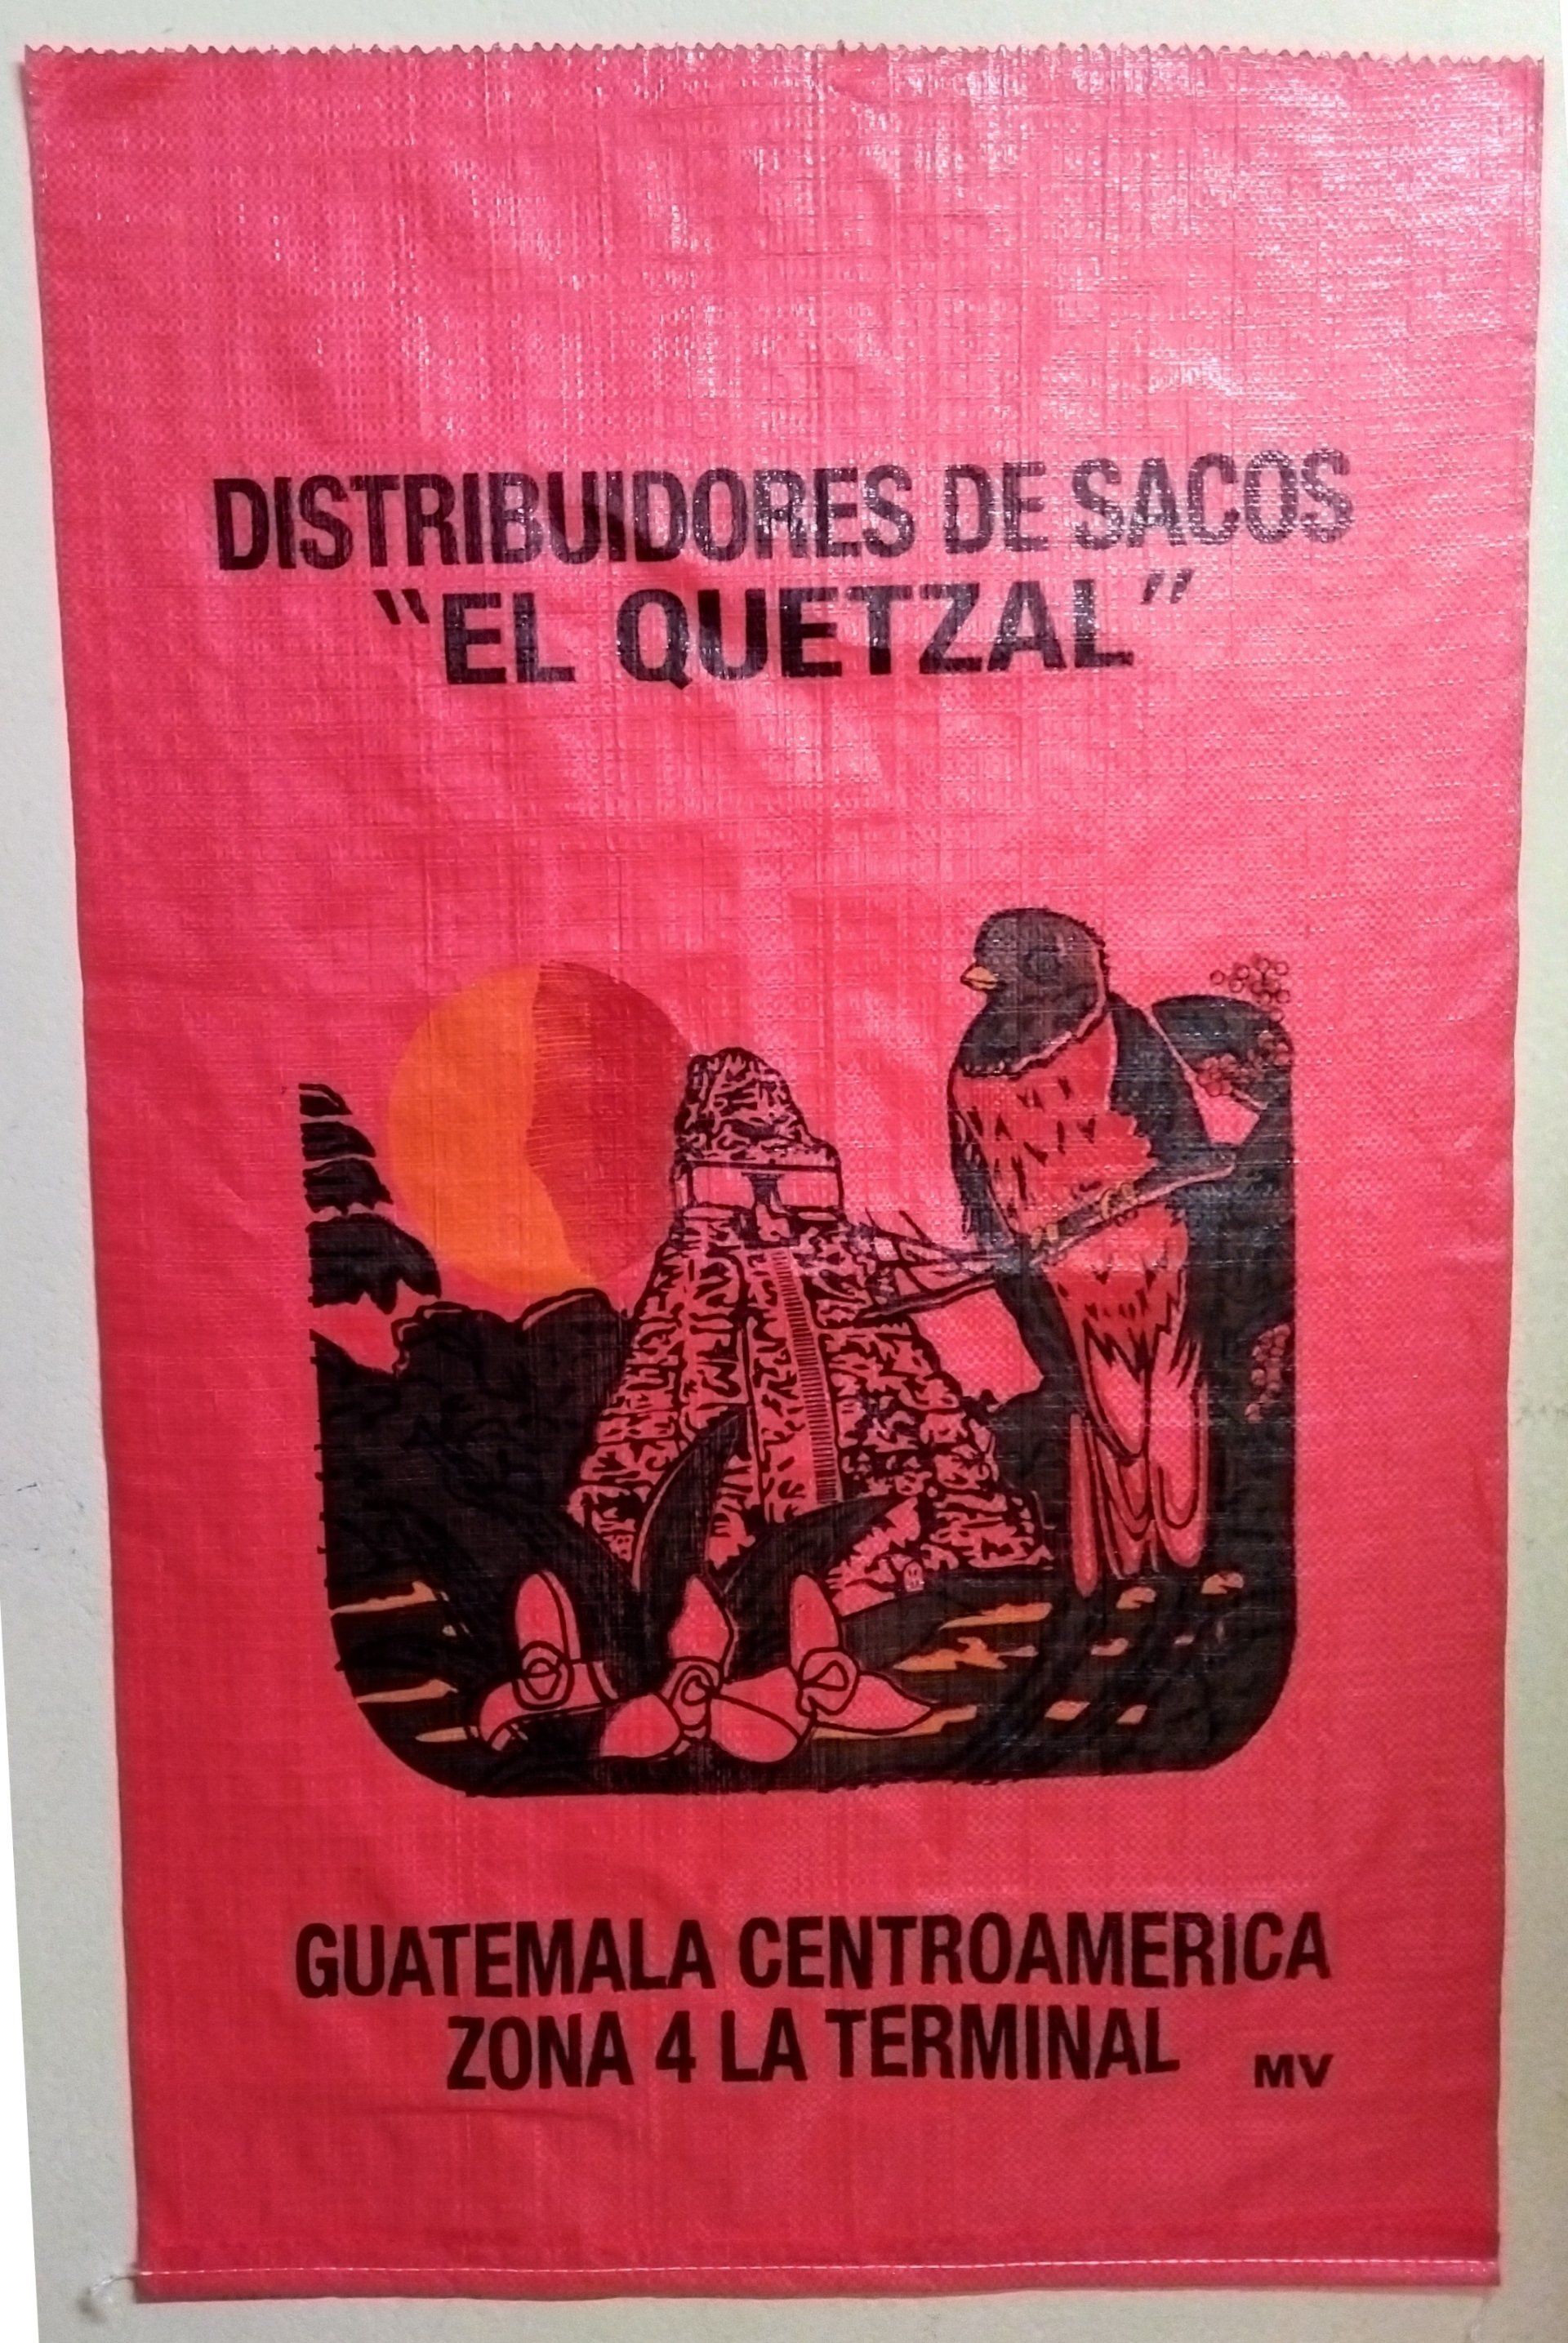 DISTRIBUIDORES DE SACOS
"EL QUETZAL"
GUATEMALA CENTROAMERICA
ZONA 4 LA TERMINAL
MV